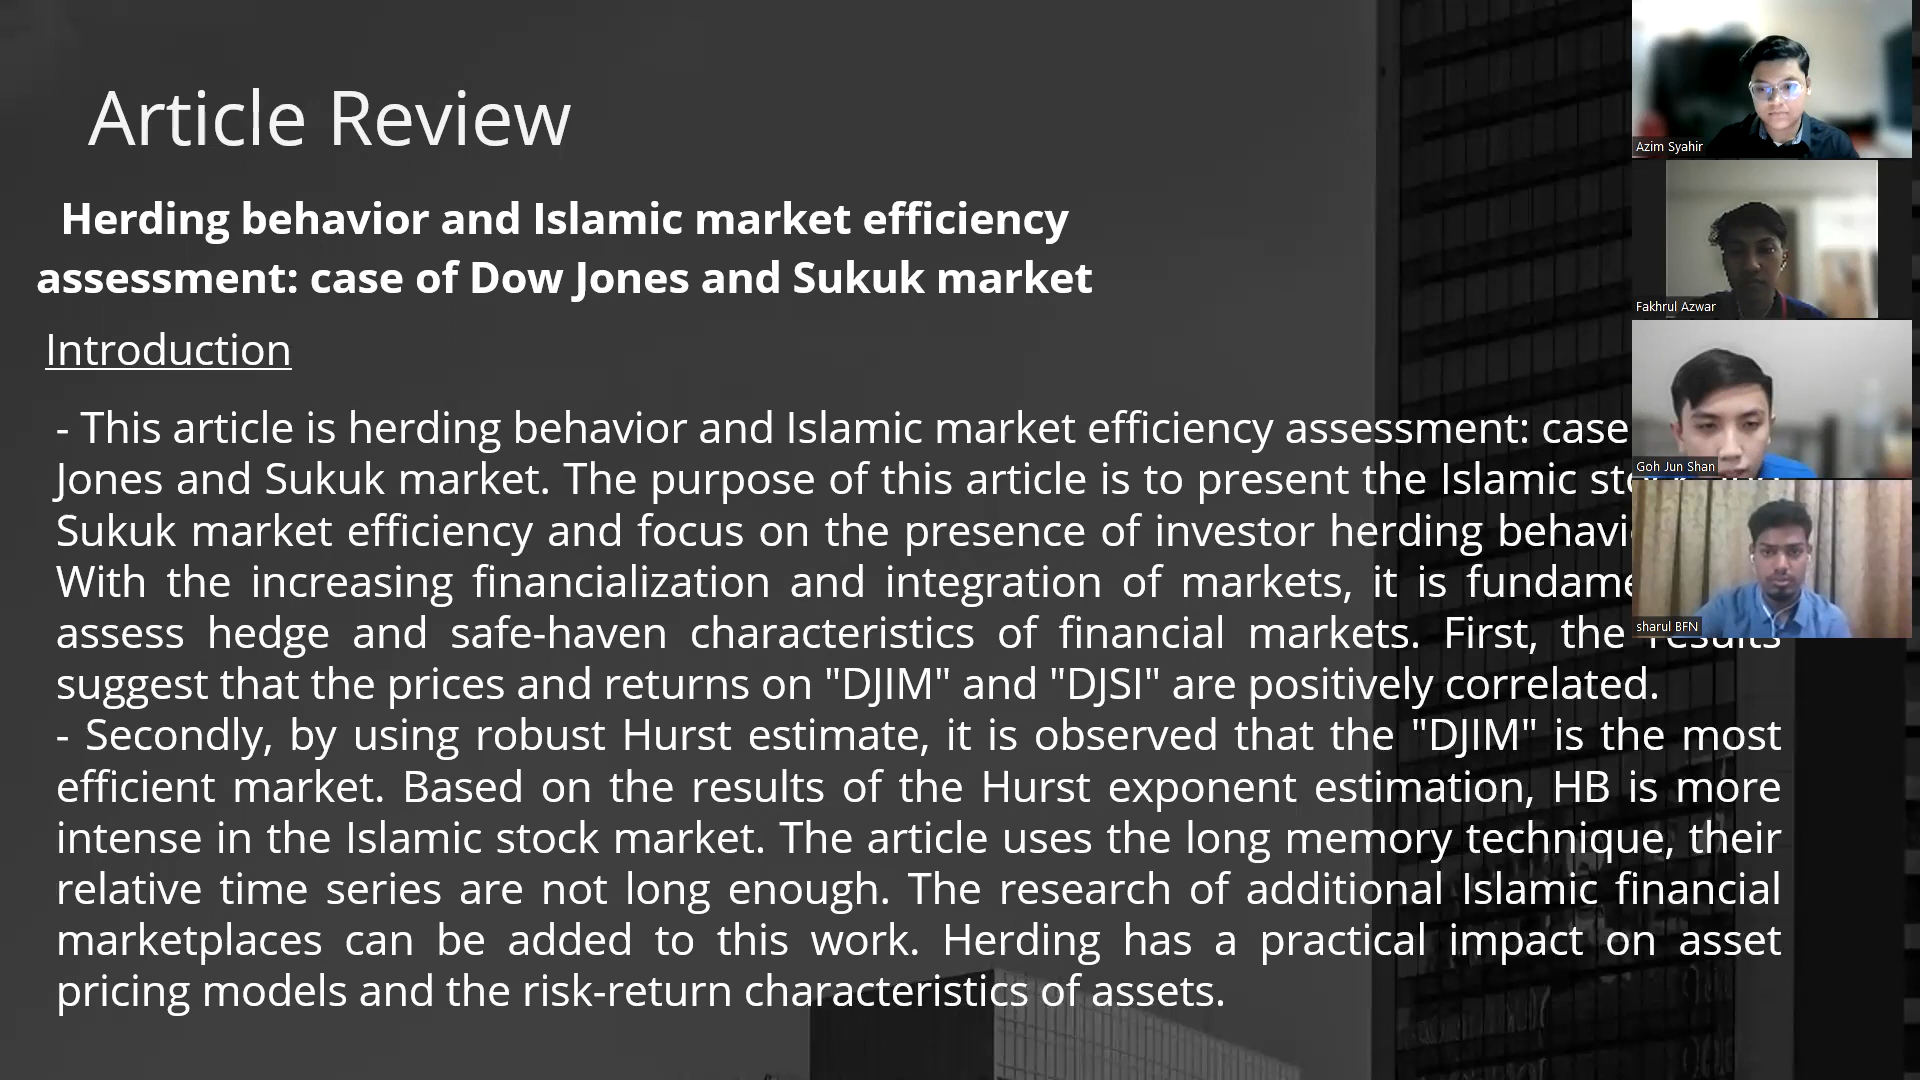 Article Review
Herding behavior and Islamic market efficiency
assessment: case of Dow Jones and Sukuk market
Introduction
- This article is herding behavior and Islamic market efficiency assessment: case
Jones and Sukuk market. The purpose of this article is to present the Islamic
Sukuk market efficiency and focus on the presence of investor herding
With the increasing financialization and integration of markets, it is
assess hedge and safe-haven characteristics of financial markets. First, the results
suggest that the prices and returns on "DJIM" and "DJSI" are positively correlated.
- Secondly, by using robust Hurst estimate, it is observed that the "DJIM" is the most
efficient market. Based on the results of the Hurst exponent estimation, HB is more
intense in the Islamic stock market. The article uses the long memory technique, their
relative time series are not long enough. The research of additional Islamic financial
marketplaces can be added to this work. Herding has a practical impact on asset
pricing models and the risk-return characteristics of assets.
Azim Syahir
Fakhrul Azwar
Goh Jun Shan
sharul BFN